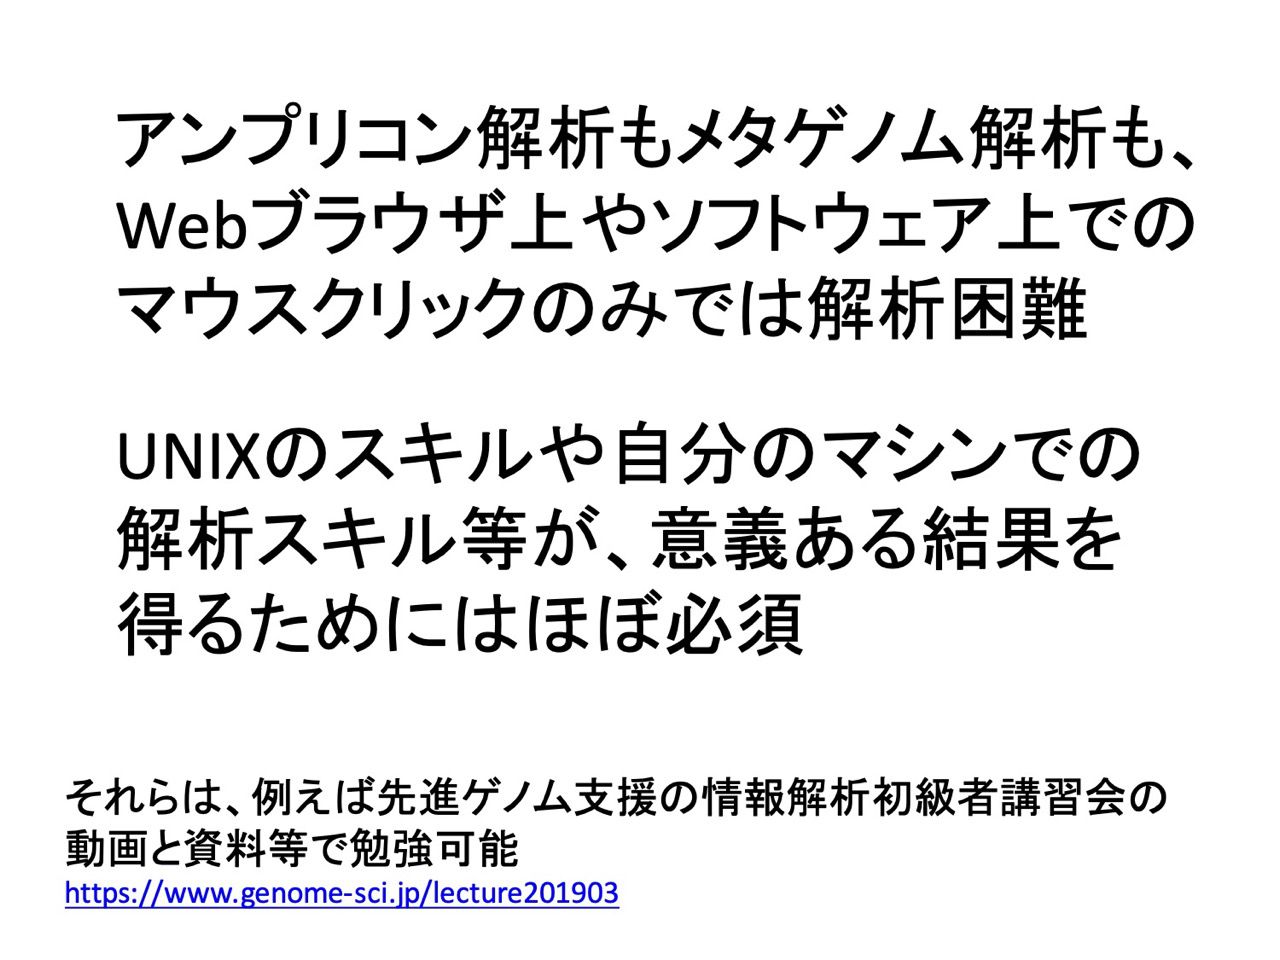 アンプリコン解析もメタゲノム解析も、
Webブラウザ上やソフトウェア上での
マウスクリックのみでは解析困難
UNIXのスキルや自分のマシンでの
解析スキル等が、意義ある結果を
得るためにはほぼ必須
それらは、例えば先進ゲノム支援の情報解析初級者講習会の
動画と資料等で勉強可能
https://www.genome-sci.jp/lecture201903